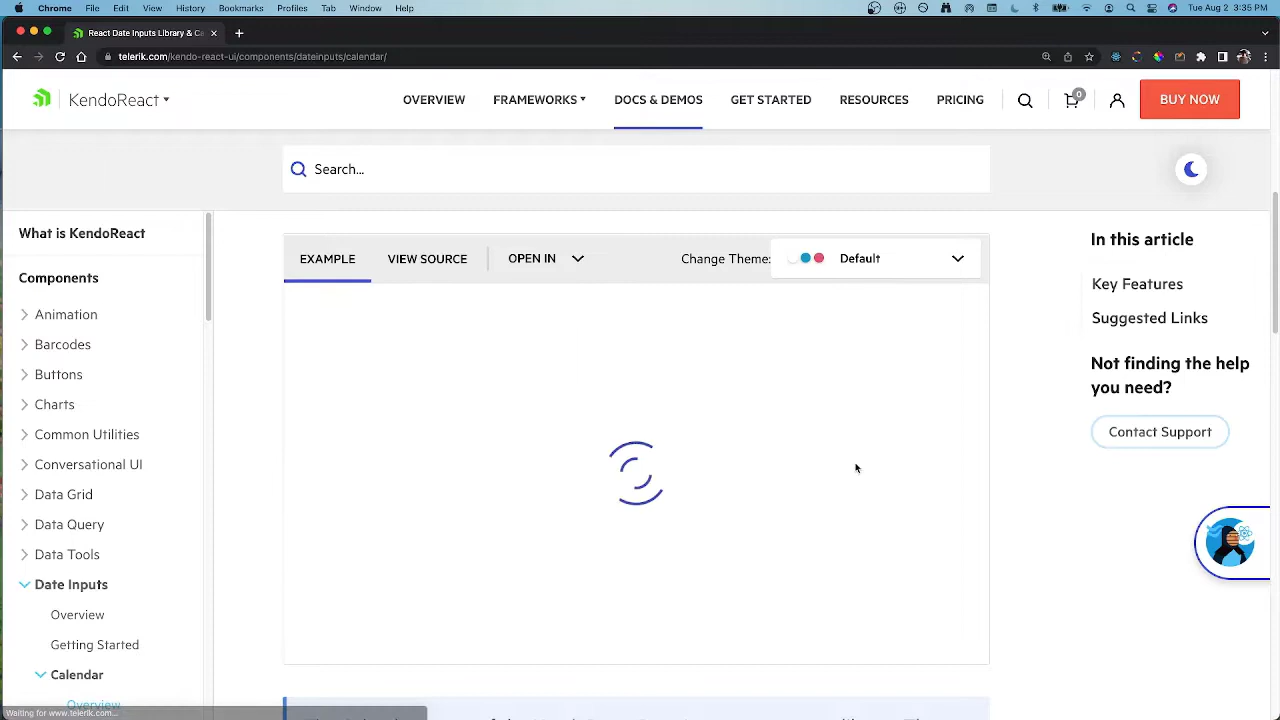 Chrome File Edit View History Bookmarks Profiles Tab Window Help Tue Aug 2 3:35 PM
React Date Inputs Library & Ca
telerik.com/kendo-react-ui/components/dateinputs/calendar/
KendoReact OVERVIEW FRAMEWORKS DOCS & DEMOS GET STARTED RESOURCES PRICING 0 BUY NOW
Search...
What is KendoReact
Components
Animation
Barcodes
Buttons
Charts
Common Utilities
Conversational UI
Data Grid
Data Query
Data Tools
Date Inputs
Overview
Getting Started
Calendar
Overview
EXAMPLE VIEW SOURCE OPEN IN Change Theme: Default
In this article
Key Features
Suggested Links
Not finding the help
you need?
Contact Support
Waiting for www.telerik.com...